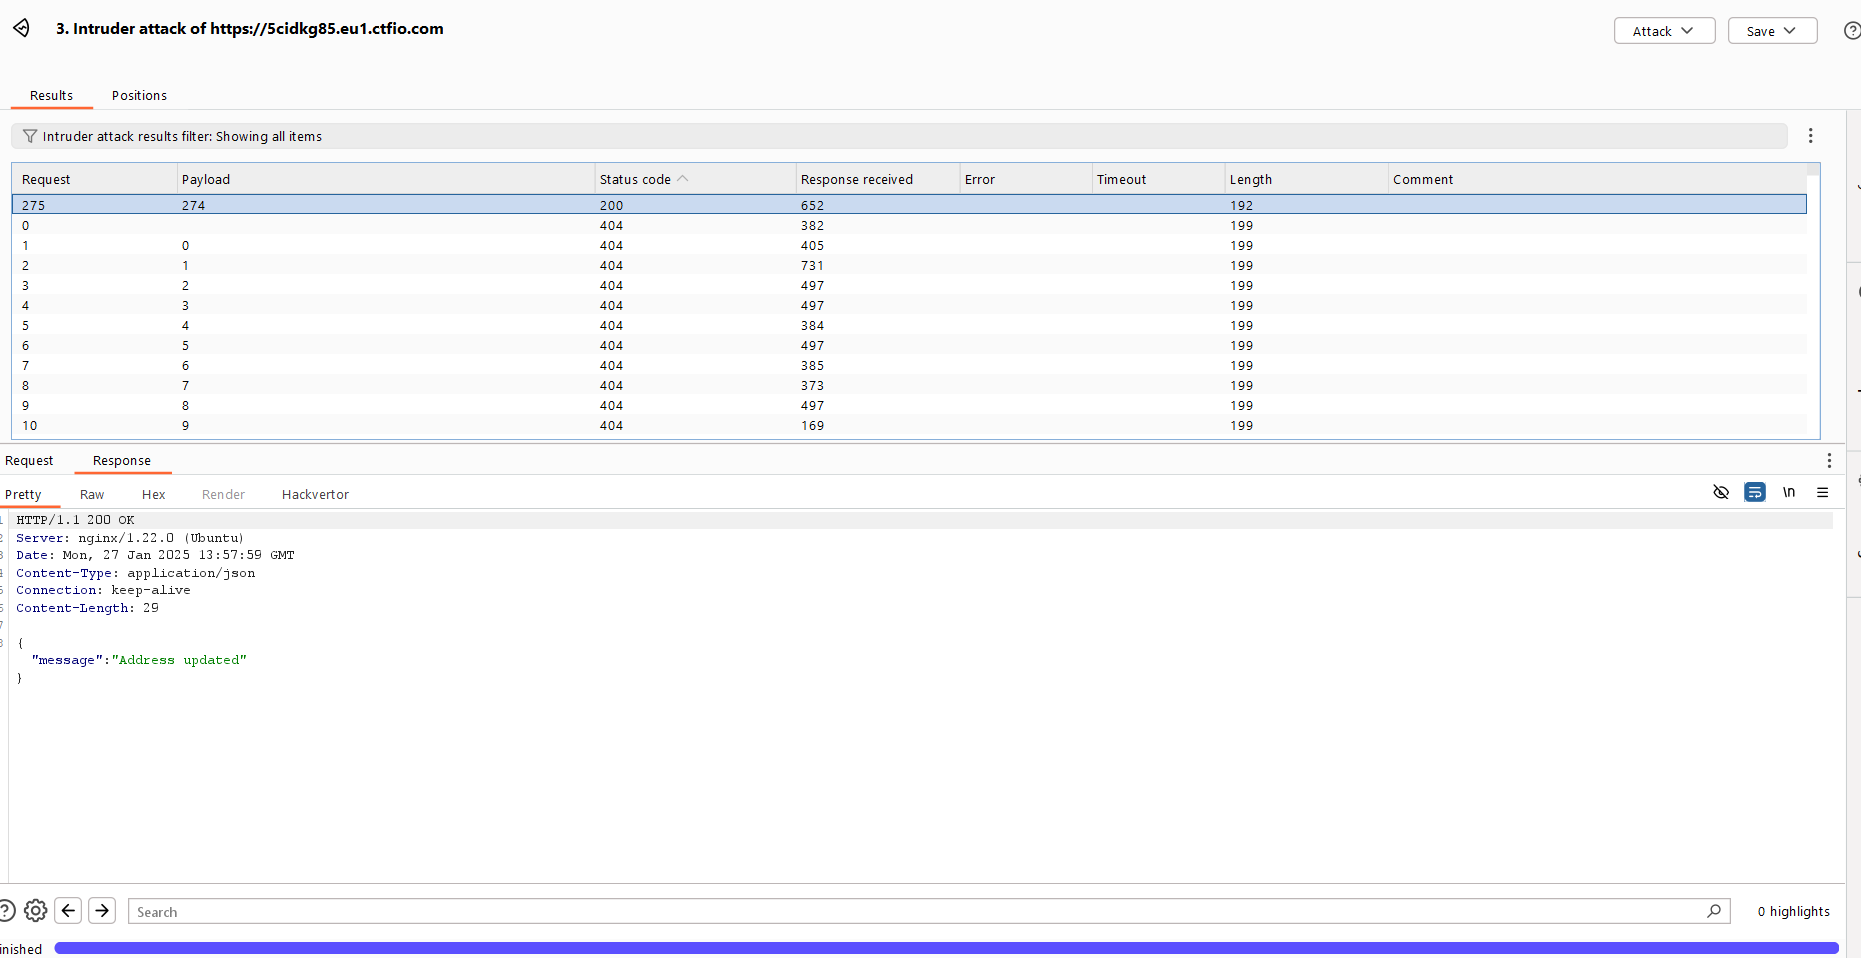 3. Intruder attack of https://5cidkg85.eu1.ctfio.com
Attack
Save
Results Positions
Intruder attack results filter: Showing all items
Request Payload Status code Response received Error Timeout Length Comment
275 274 200 652 192
0 404 382 199
1 0 404 405 199
2 1 404 731 199
3 2 404 497 199
4 3 404 497 199
5 4 404 384 199
6 5 404 497 199
7 6 404 385 199
8 7 404 373 199
9 8 404 497 199
10 9 404 169 199
Request Response
Pretty Raw Hex Render Hackvertor
\n
1 HTTP/1.1 200 OK
2 Server: nginx/1.22.0 (Ubuntu)
3 Date: Mon, 27 Jan 2025 13:57:59 GMT
4 Content-Type: application/json
5 Connection: keep-alive
6 Content-Length: 29
7
8 {
"message":"Address updated"
}
Search
0 highlights
inished